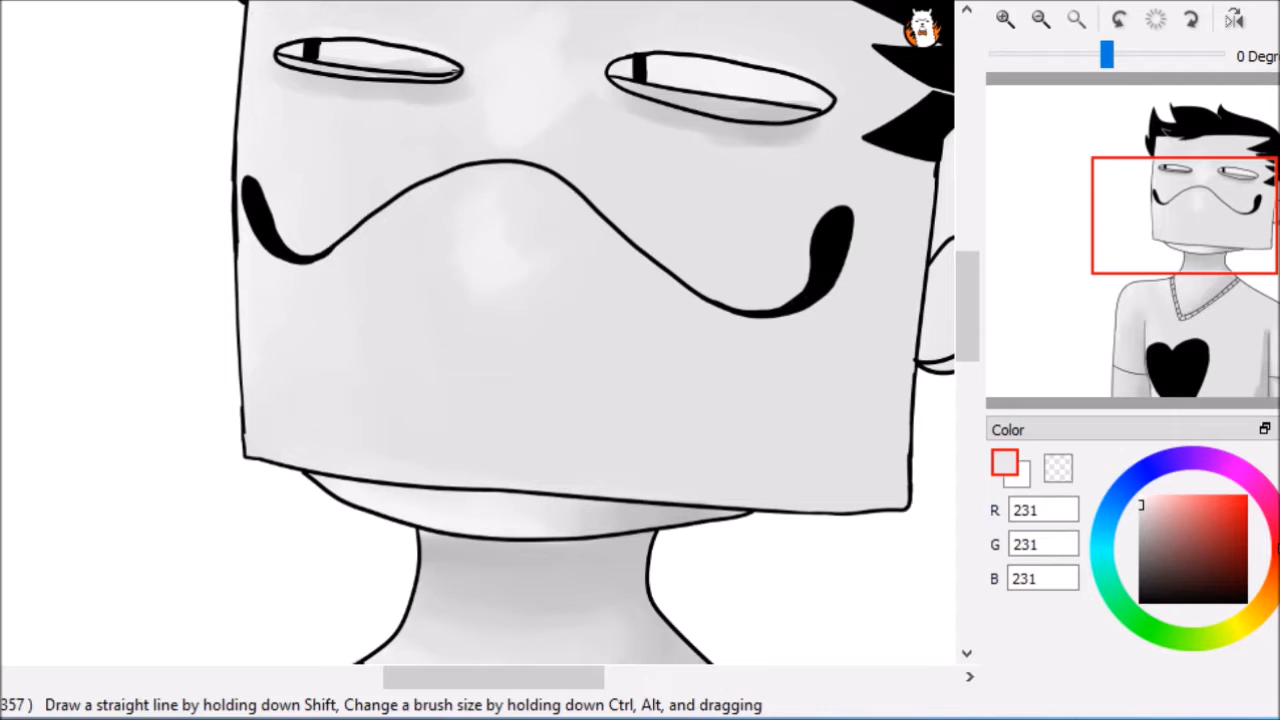 0 Degr
Color
R 231
G 231
B 231
357 ) Draw a straight line by holding down Shift, Change a brush size by holding down Ctrl, Alt, and dragging